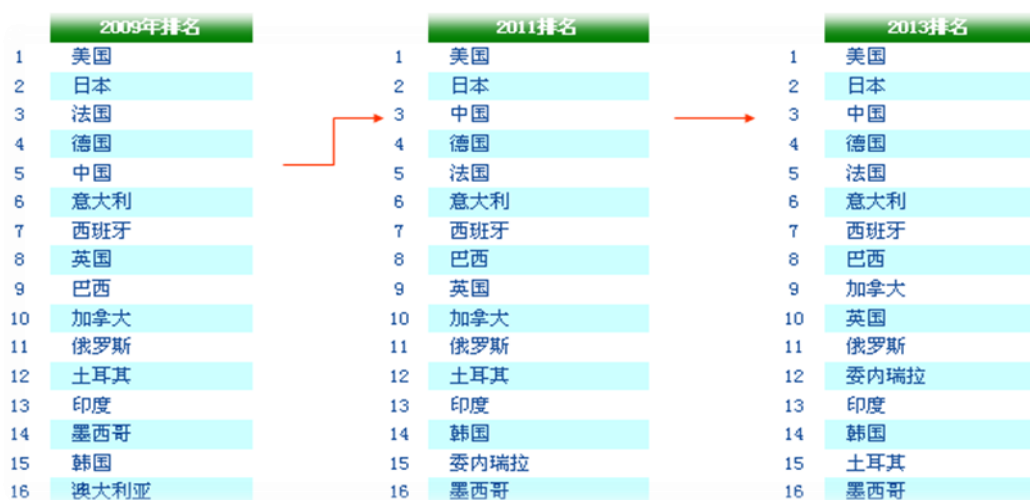 2009年排名 2011排名 2013排名
1 美国 1 美国 1 美国
2 日本 2 日本 2 日本
3 法国 3 中国 3 中国
4 德国 4 德国 4 德国
5 中国 5 法国 5 法国
6 意大利 6 意大利 6 意大利
7 西班牙 7 西班牙 7 西班牙
8 英国 8 巴西 8 巴西
9 巴西 9 英国 9 加拿大
10 加拿大 10 加拿大 10 英国
11 俄罗斯 11 俄罗斯 11 俄罗斯
12 土耳其 12 土耳其 12 委内瑞拉
13 印度 13 印度 13 印度
14 墨西哥 14 韩国 14 韩国
15 韩国 15 委内瑞拉 15 土耳其
16 澳大利亚 16 墨西哥 16 墨西哥